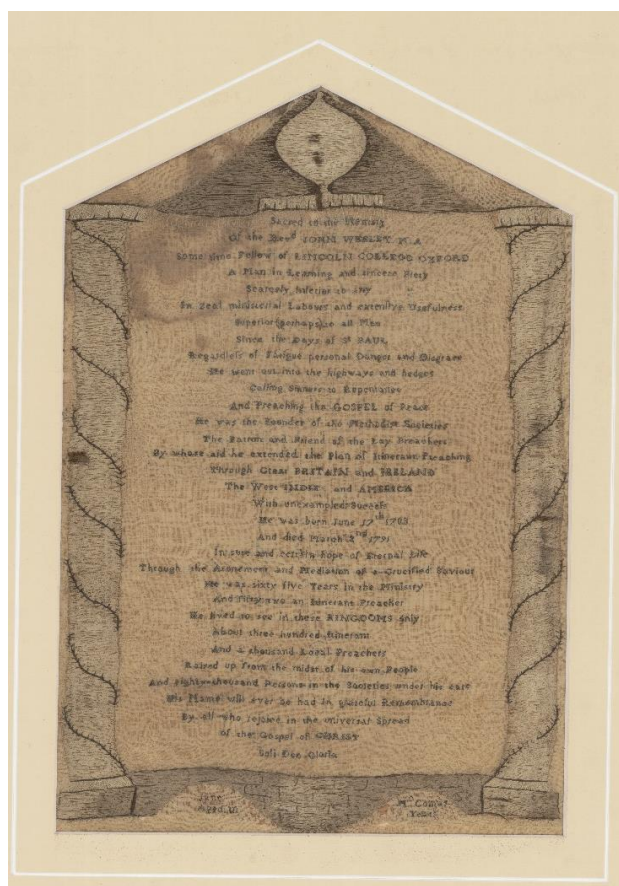 Sacred to the Memory
Of the Revd JOHN WESLEY M A
Some time Fellow of LINCOLN COLLEGE OXFORD
A Man in Learning and sincere Piety
Scarcely Inferior to any
In Zeal ministerial Labours and extensive Usefulness
Superior (perhaps) to all Men
Since the Days of St PAUL
Regardless of Fatigue personal Danger and Disgrace
He went out into the highways and hedges
Calling Sinners to Repentance
And Preaching the GOSPEL of Peace
He was the Founder of the Methodist Societies
The Patron and Friend of the Lay Preachers
By whose aid he extended the Plan of Itinerant Preaching
Through Great BRITAIN and IRELAND
The West INDIES and AMERICA
With unexampled Success
He was born June 17th 1703
And died March 2nd 1791
In sure and certain hope of Eternal Life
Through the Atonement and Mediation of a Crucified Saviour
He was sixty five Years in the Ministry
And fifty two an Itinerant Preacher
He lived to see in these KINGDOMS only
About three hundred Itinerant
And a thousand Local Preachers
Raised up from the midst of his own People
And eighty thousand Persons in the Societies under his care
His Name will ever be had in grateful Remembrance
By all who rejoice in the universal Spread
Of the Gospel of CHRIST
Soli Deo Gloria